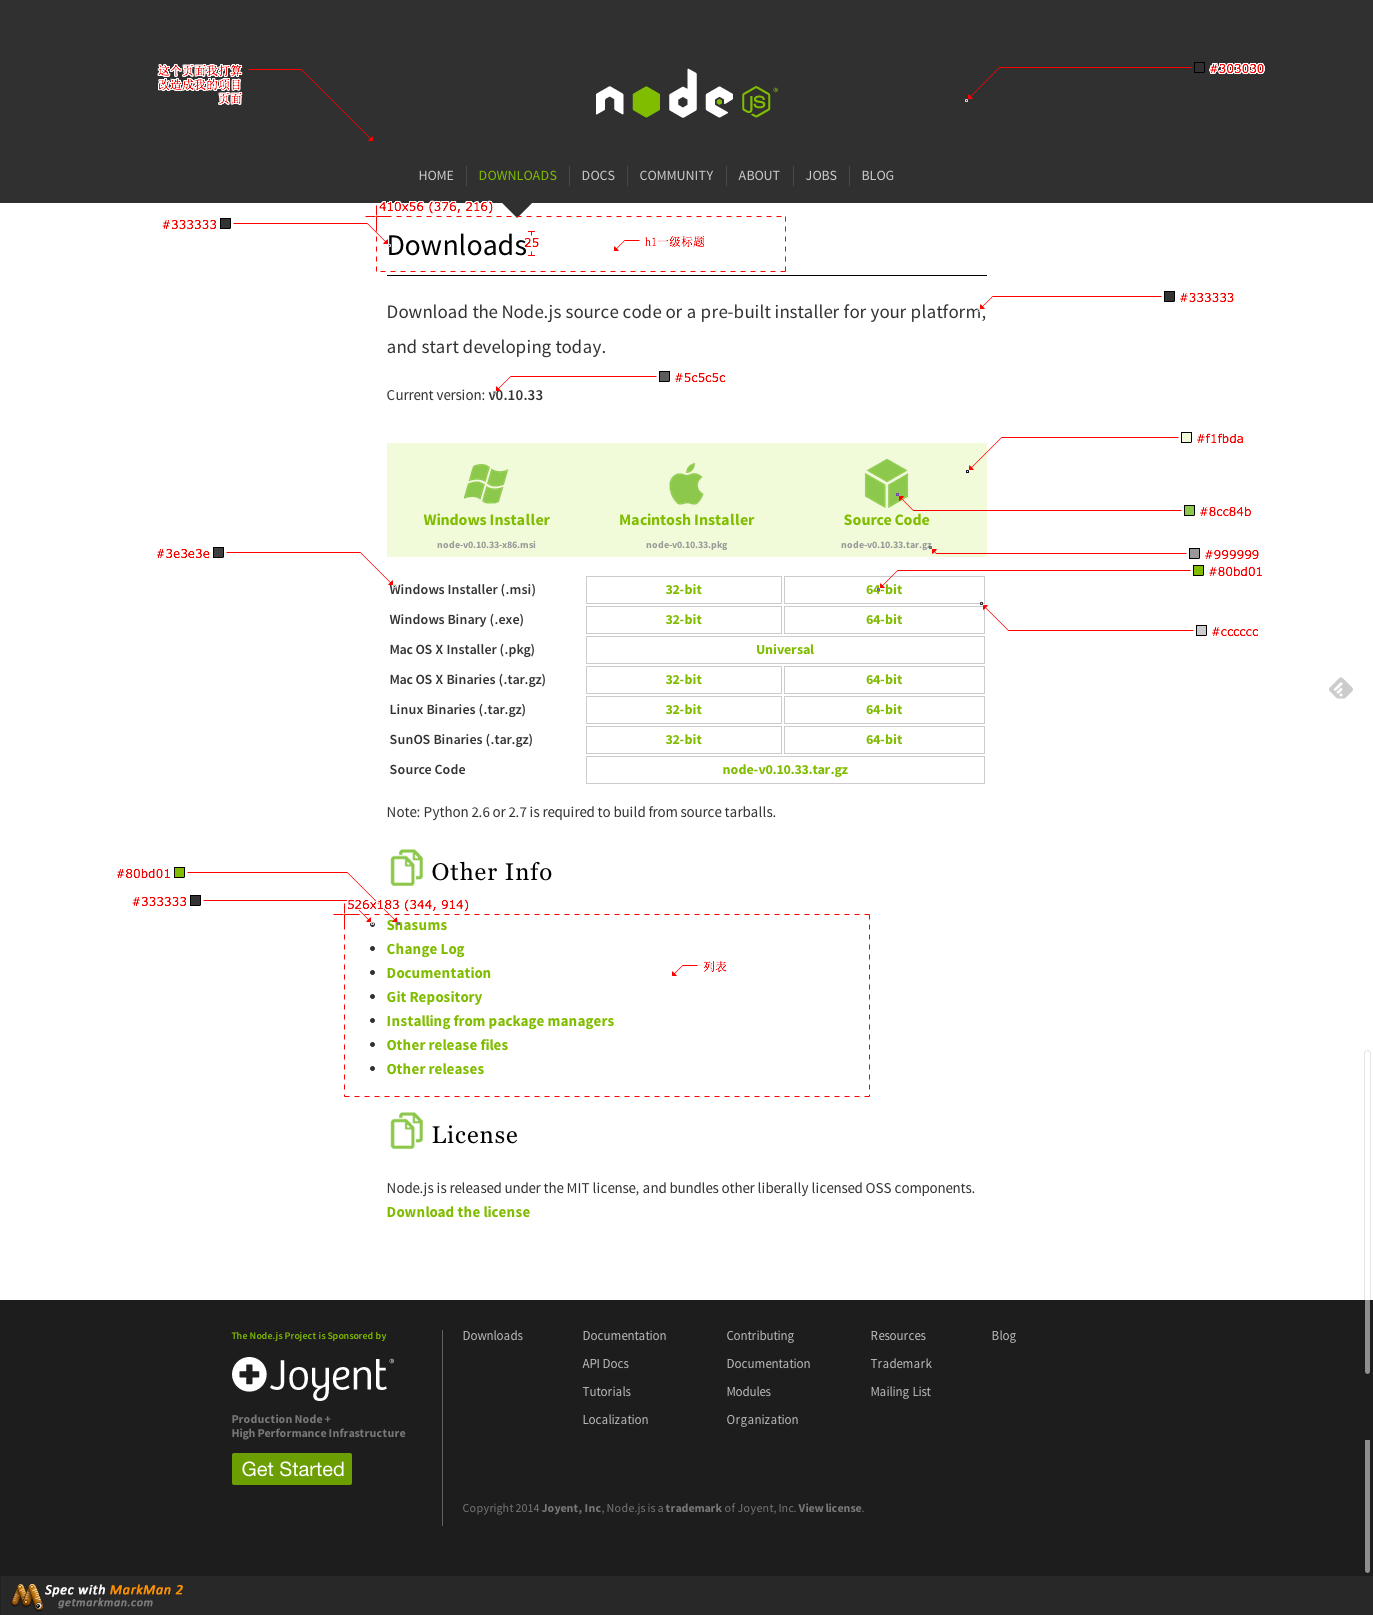 这个页面我打算
改造成我的项目
页面
#303030
node JS
HOME DOWNLOADS DOCS COMMUNITY ABOUT JOBS BLOG
410x56 (376, 216)
#333333
Downloads
25
h1一级标题
#333333
Download the Node.js source code or a pre-built installer for your platform,
and start developing today.
#5c5c5c
Current version: v0.10.33
#f1fbda
#8cc84b
Windows Installer Macintosh Installer Source Code
node-v0.10.33-x86.msi node-v0.10.33.pkg node-v0.10.33.tar.gz
#3e3e3e
#999999
#80bd01
Windows Installer (.msi) 32-bit 64-bit
Windows Binary (.exe) 32-bit 64-bit
#cccccc
Mac OS X Installer (.pkg) Universal
Mac OS X Binaries (.tar.gz) 32-bit 64-bit
Linux Binaries (.tar.gz) 32-bit 64-bit
SunOS Binaries (.tar.gz) 32-bit 64-bit
Source Code node-v0.10.33.tar.gz
Note: Python 2.6 or 2.7 is required to build from source tarballs.
#80bd01
Other Info
#333333
526x183 (344, 914)
Shasums
Change Log
列表
Documentation
Git Repository
Installing from package managers
Other release files
Other releases
License
Node.js is released under the MIT license, and bundles other liberally licensed OSS components.
Download the license
The Node.js Project is Sponsored by
Joyent
Production Node +
High Performance Infrastructure
Get Started
Downloads
Documentation
API Docs
Tutorials
Localization
Contributing
Documentation
Modules
Organization
Resources
Trademark
Mailing List
Blog
Copyright 2014 Joyent, Inc, Node.js is a trademark of Joyent, Inc. View license.
Spec with MarkMan 2
getmarkman.com